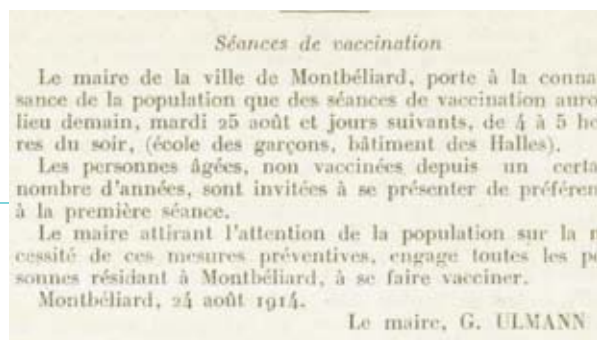 Séances de vaccination
Le maire de la ville de Montbéliard, porte à la conna
sance de la population que des séances de vaccination auro
lieu demain, mardi 25 août et jours suivants, de 4 à 5 he
res du soir, (école des garçons, bâtiment des Halles).
Les personnes âgées, non vaccinées depuis un certa
nombre d'années, sont invitées à se présenter de préféren
à la première séance.
Le maire attirant l'attention de la population sur la n
cessité de ces mesures préventives, engage toutes les pe
sonnes résidant à Montbéliard, à se faire vacciner.
Montbéliard, 24 août 1914.
Le maire, G. ULMANN